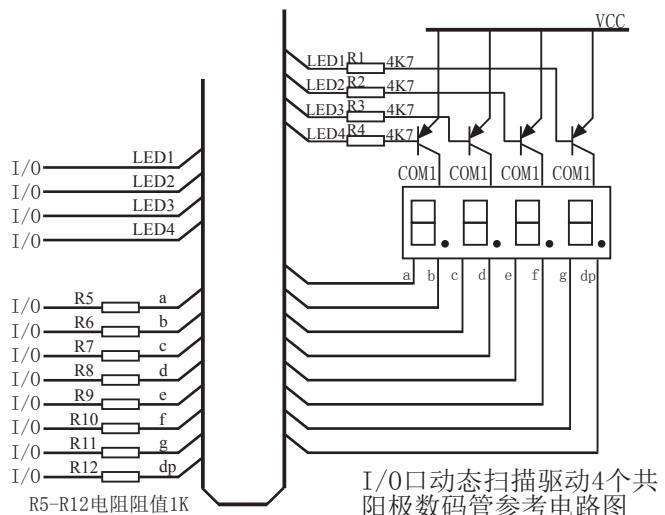 VCC
LED1 R1 4K7
LED2 R2 4K7
LED3 R3 4K7
LED4 R4 4K7
COM1 COM1 COM1 COM1
a b c d e f g dp
I/O LED1
I/O LED2
I/O LED3
I/O LED4
I/O R5 a
I/O R6 b
I/O R7 c
I/O R8 d
I/O R9 e
I/O R10 f
I/O R11 g
I/O R12 dp
R5-R12电阻阻值1K
I/O口动态扫描驱动4个共
阳极数码管参考电路图